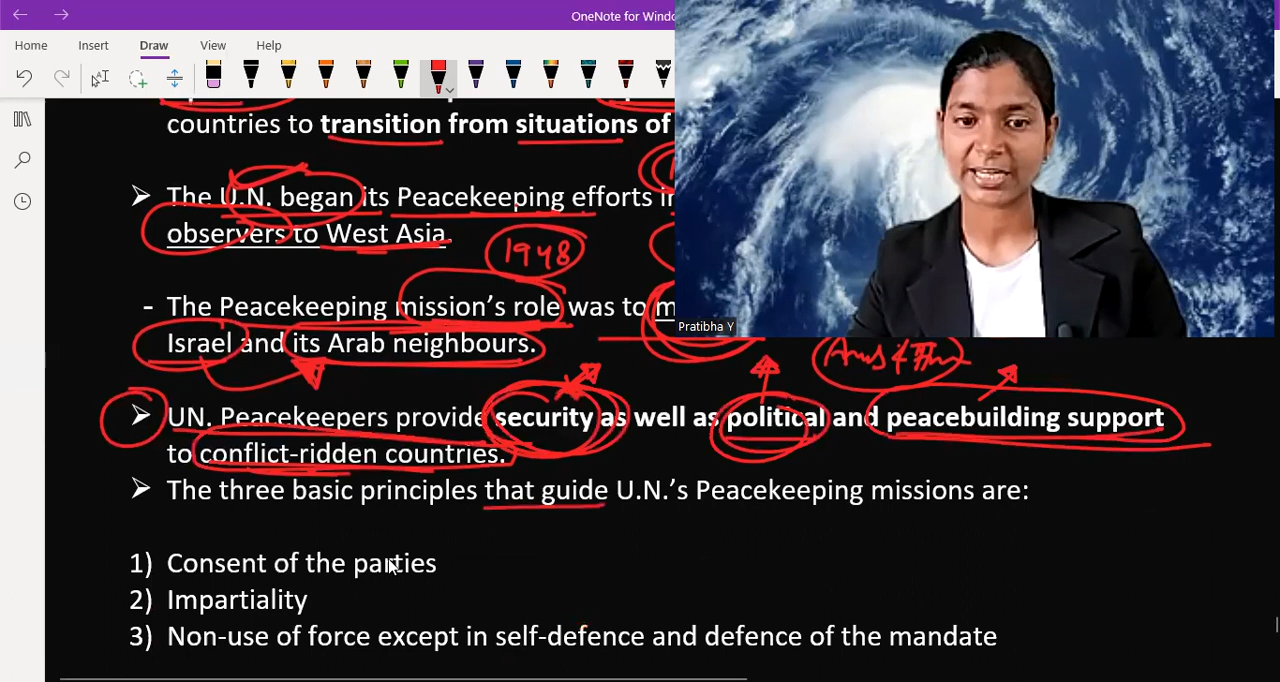 OneNote for Windo
Home Insert Draw View Help
countries to transition from situations of
The U.N. began its Peacekeeping efforts in
observers to West Asia.
1948
- The Peacekeeping mission's role was to m
Israel and its Arab neighbours.
Pratibha Y
UN. Peacekeepers provide security as well as political and peacebuilding support
to conflict-ridden countries.
The three basic principles that guide U.N.'s Peacekeeping missions are:
1) Consent of the parties
2) Impartiality
3) Non-use of force except in self-defence and defence of the mandate